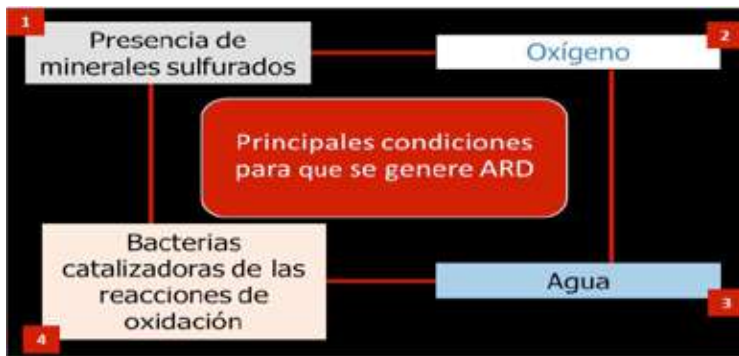 1
Presencia de
minerales sulfurados
2
Oxígeno
Principales condiciones
para que se genere ARD
Bacterias
catalizadoras de las
reacciones de
oxidación
4
Agua
3